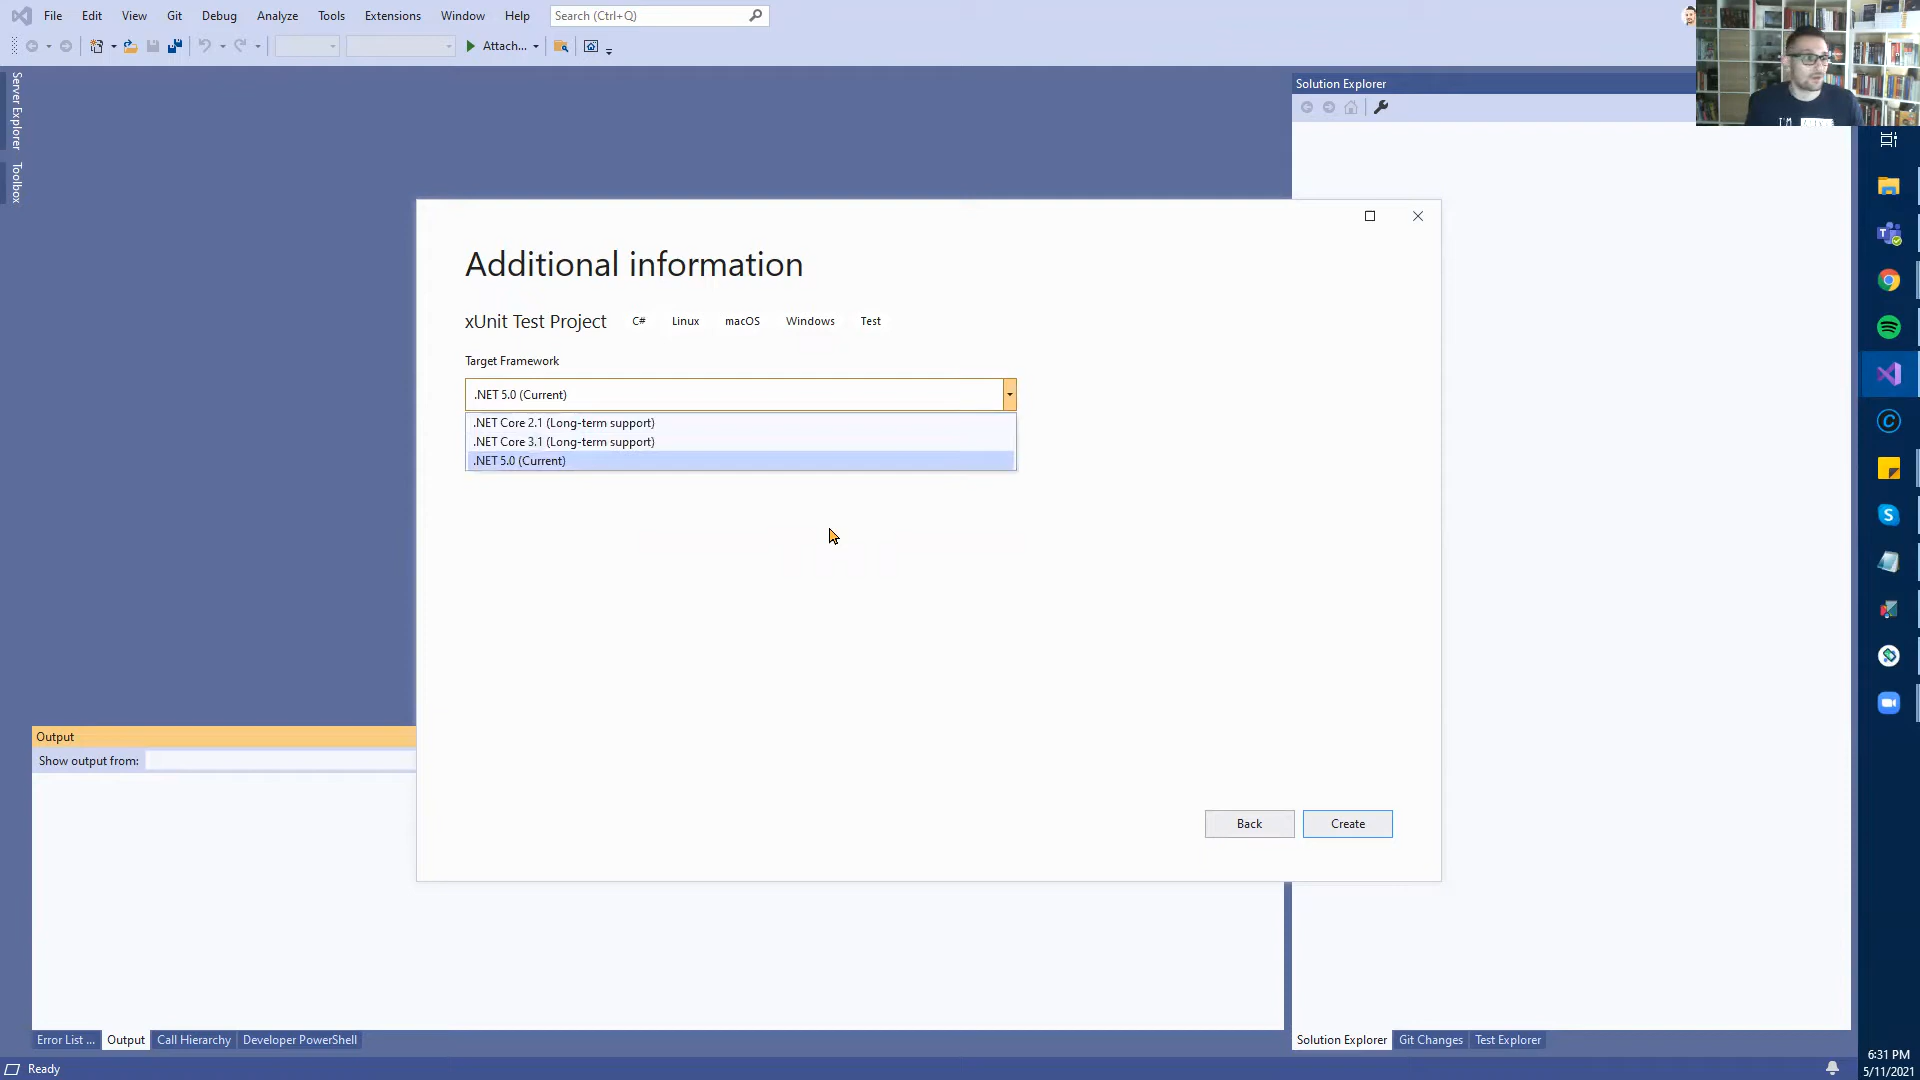 File Edit View Git Debug Analyze Tools Extensions Window Help Search (Ctrl+Q)
Attach...
Server Explorer
Toolbox
Solution Explorer
I'M
Additional information
xUnit Test Project C# Linux macOS Windows Test
Target Framework
.NET 5.0 (Current)
.NET Core 2.1 (Long-term support)
.NET Core 3.1 (Long-term support)
.NET 5.0 (Current)
Back Create
Output
Show output from:
Error List ... Output Call Hierarchy Developer PowerShell
Solution Explorer Git Changes Test Explorer
Ready
6:31 PM
5/11/2021